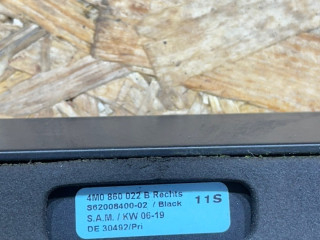 4M0 860 022 B Rechts 11S
S62008400-02 / Black
S.A.M. / KW 06-19
DE 30492/Pri